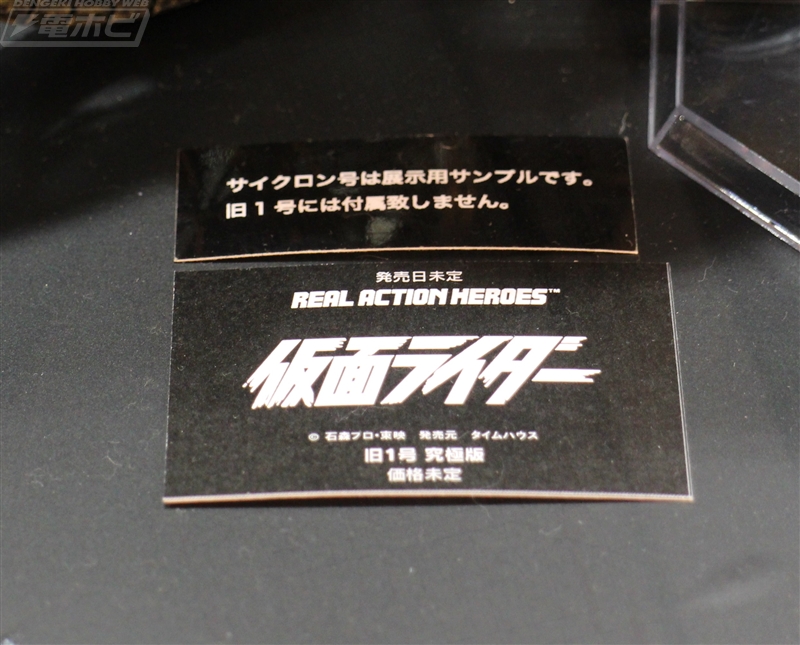 DENGEKI HOBBY WEB
電ホビ
サイクロン号は展示用サンプルです。
旧1号には付属致しません。
発売日未定
REAL ACTION HEROES™
仮面ライダー
© 石森プロ・東映 発売元 タイムハウス
旧1号 究極版
価格未定